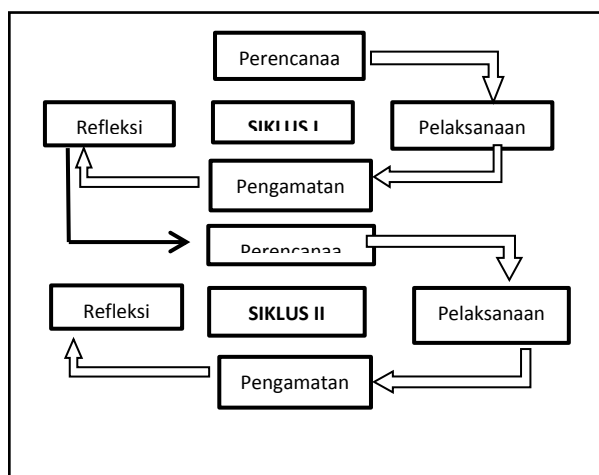 Perencanaa
Refleksi
SIKLUS I
Pelaksanaan
Pengamatan
Perencanaa
Refleksi
SIKLUS II
Pelaksanaan
Pengamatan